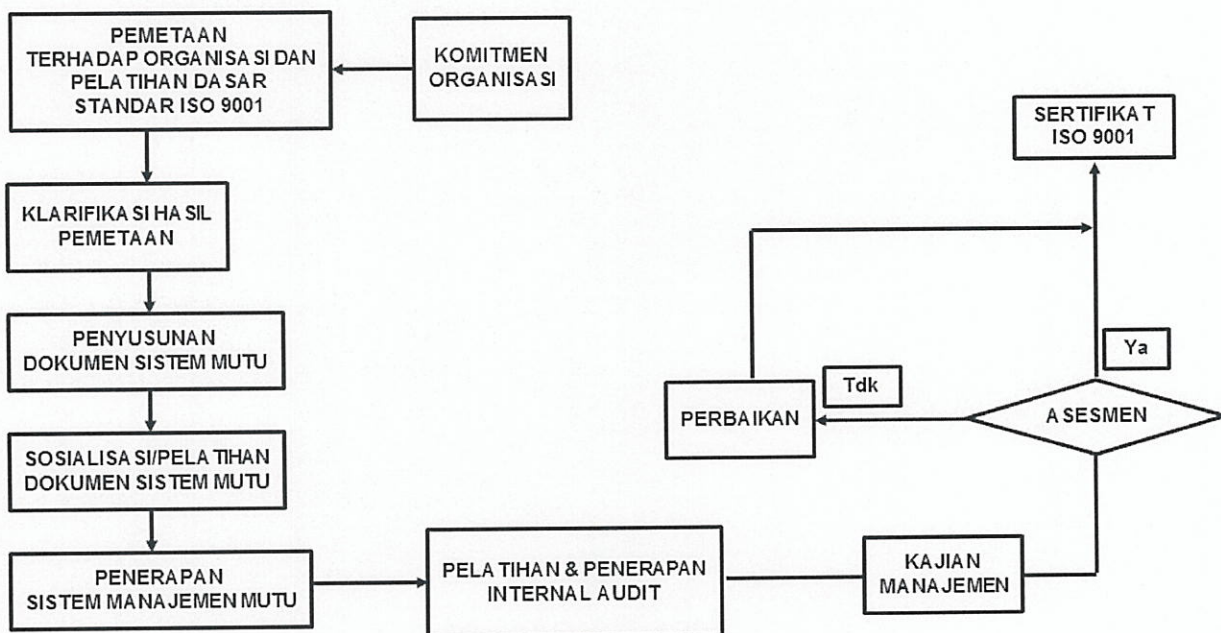 PEMETAAN
TERHADAP ORGANISASI DAN
PELATIHAN DASAR
STANDAR ISO 9001
KOMITMEN
ORGANISASI
SERTIFIKAT
ISO 9001
KLARIFIKASI HASIL
PEMETAAN
PENYUSUNAN
DOKUMEN SISTEM MUTU
Ya
Tdk
PERBAIKAN
ASESMEN
SOSIALISASI/PELATIHAN
DOKUMEN SISTEM MUTU
PENERAPAN
SISTEM MANAJEMEN MUTU
PELATIHAN & PENERAPAN
INTERNAL AUDIT
KAJIAN
MANAJEMEN